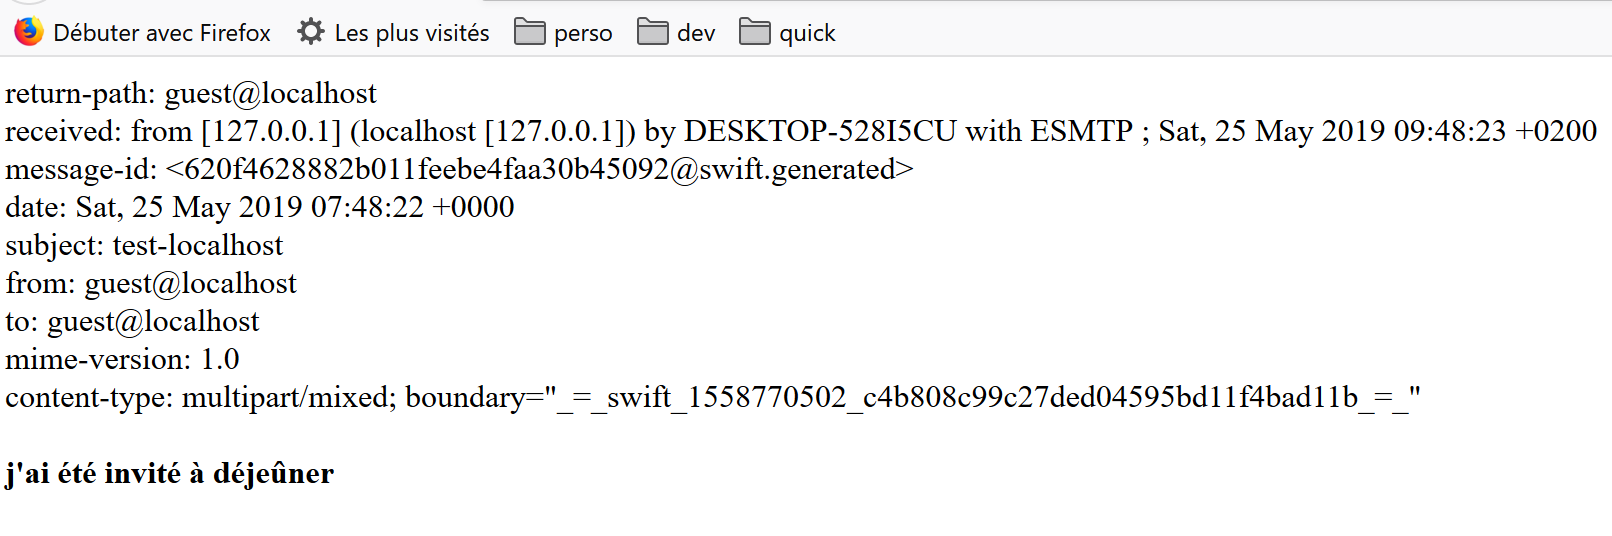 Débuter avec Firefox Les plus visités perso dev quick
return-path: guest@localhost
received: from [127.0.0.1] (localhost [127.0.0.1]) by DESKTOP-528I5CU with ESMTP ; Sat, 25 May 2019 09:48:23 +0200
message-id: <620f4628882b011feebe4faa30b45092@swift.generated>
date: Sat, 25 May 2019 07:48:22 +0000
subject: test-localhost
from: guest@localhost
to: guest@localhost
mime-version: 1.0
content-type: multipart/mixed; boundary="_=_swift_1558770502_c4b808c99c27ded04595bd11f4bad11b_=_"
j'ai été invité à déjeûner